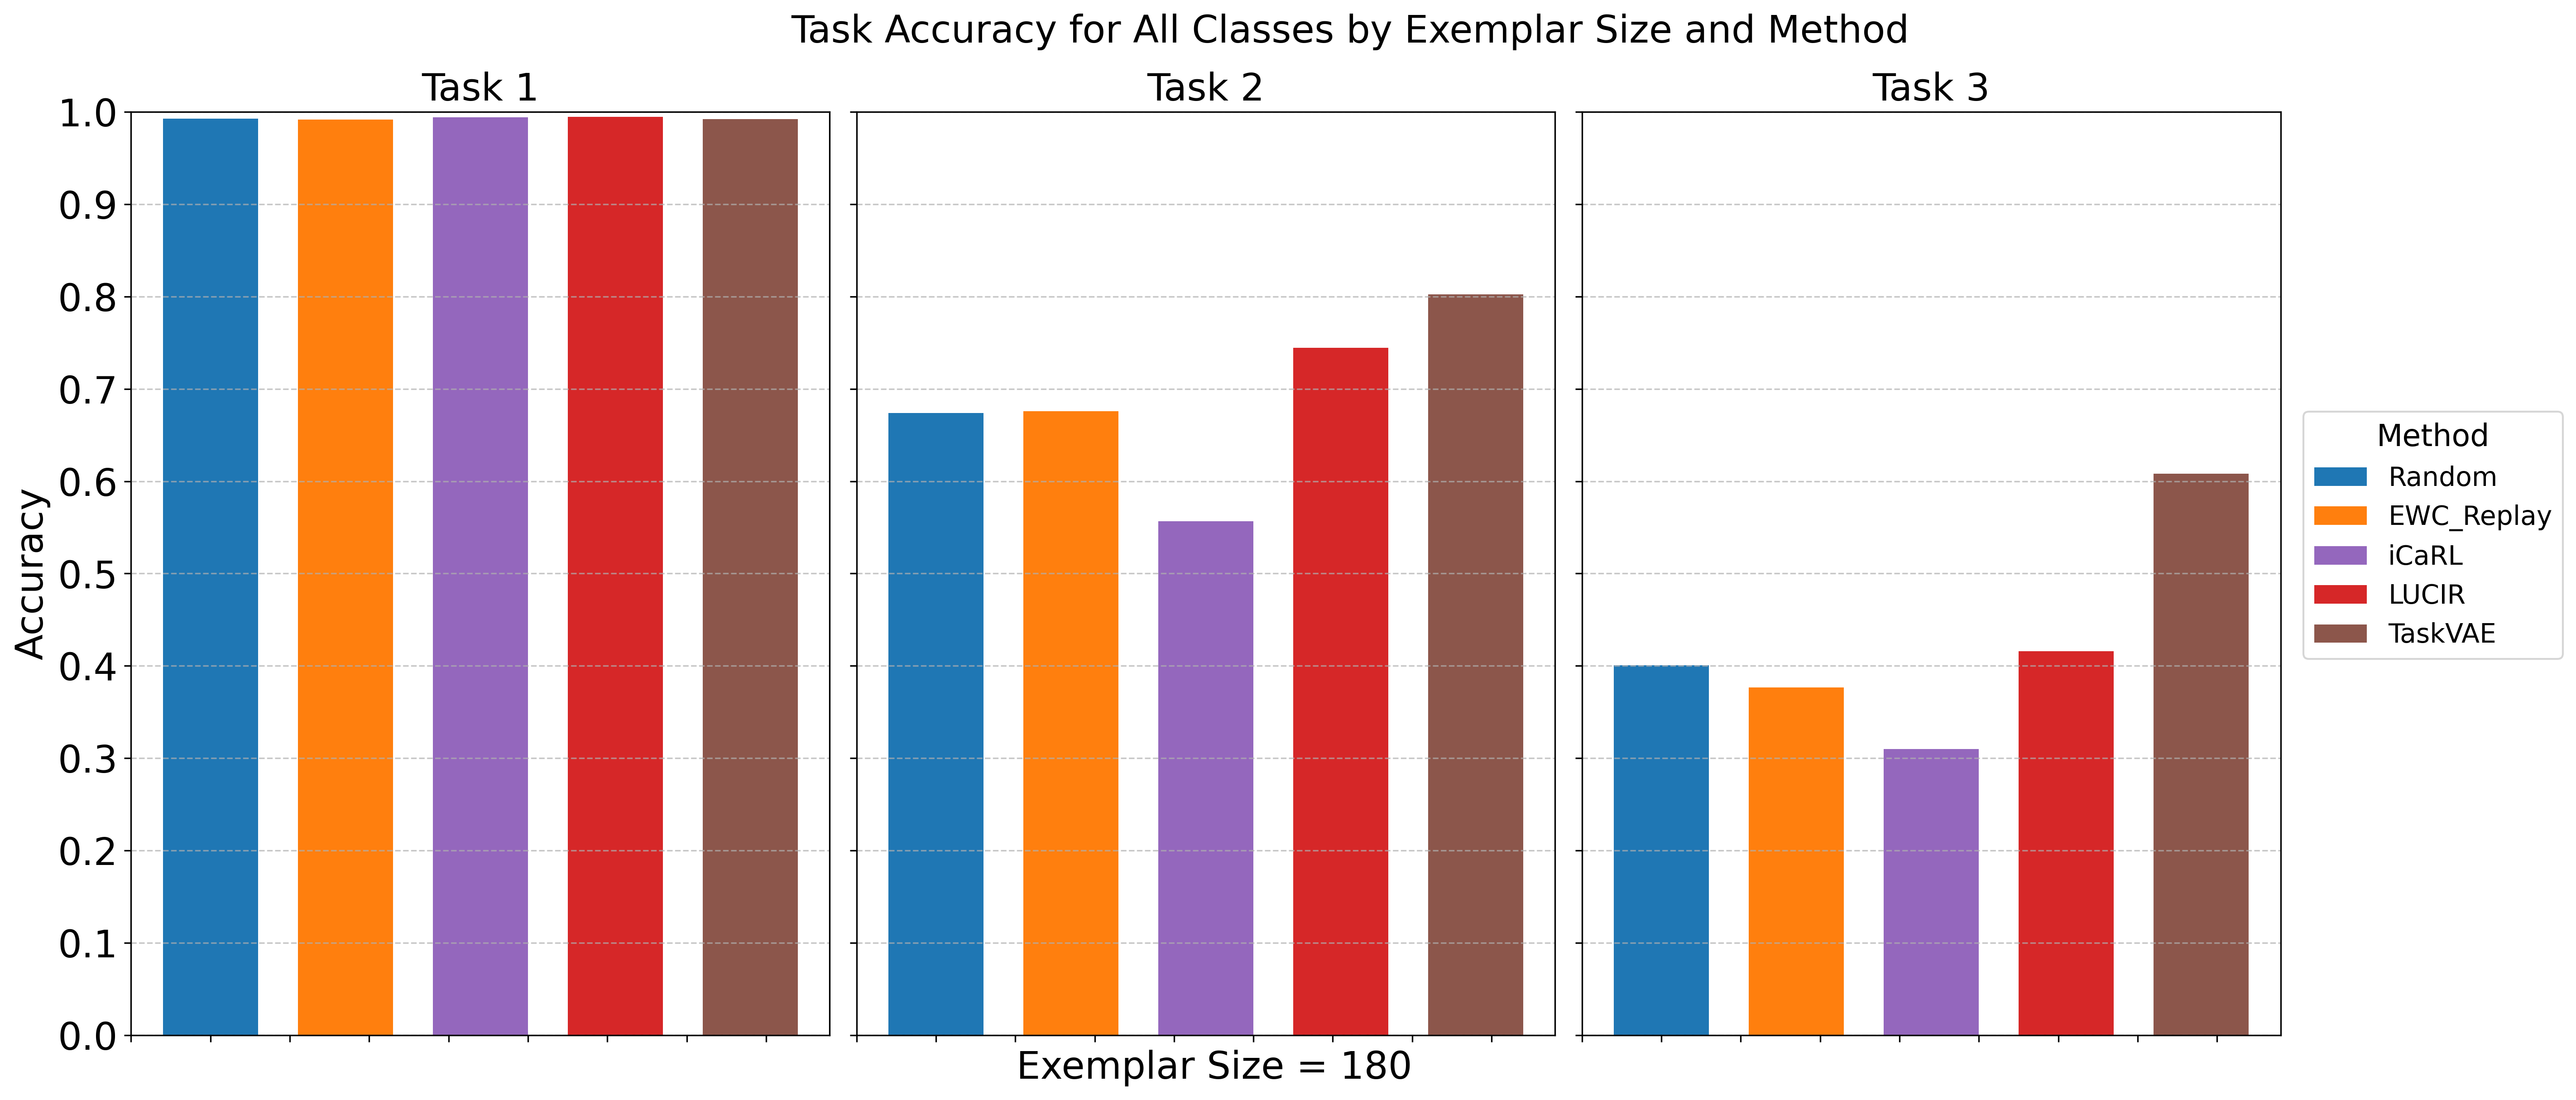 Task Accuracy for All Classes by Exemplar Size and Method
Task 1
Task 2
Task 3
1.0
0.9
0.8
0.7
0.6
0.5
0.4
0.3
0.2
0.1
0.0
Accuracy
Exemplar Size = 180
Method
Random
EWC_Replay
iCaRL
LUCIR
TaskVAE